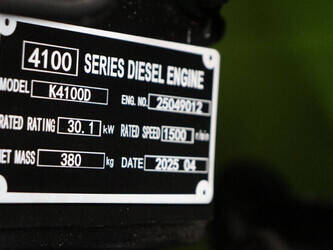 4100 SERIES DIESEL ENGINE
MODEL K4100D ENG. NO. 25049012
RATED RATING 30.1 kW RATED SPEED 1500 r/min
NET MASS 380 kg DATE 2025 04